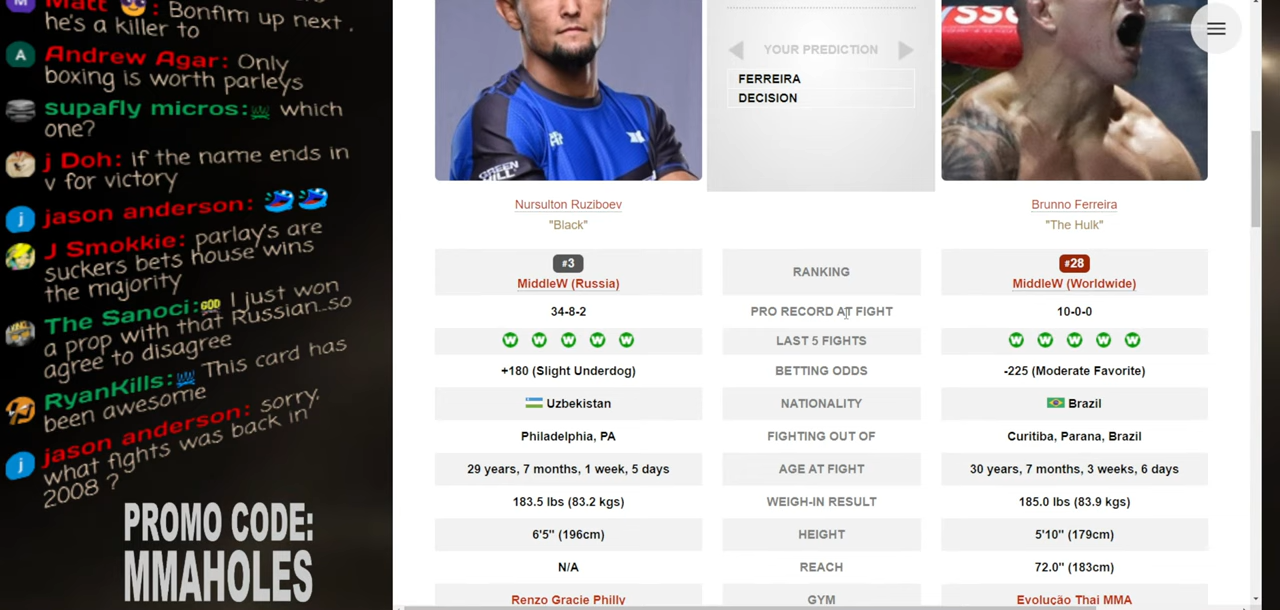 M
Matt : Bonfim up next .
he's a killer to
A
Andrew Agar: Only
boxing is worth parleys
supafly micros: which
one?
j Doh: if the name ends in
v for victory
j
jason anderson:
J Smokkie: parlay's are
suckers bets house wins
the majority
The Sanoci:GOD I just won
a prop with that Russian..so
agree to disagree
RyanKills: This card has
been awesome
j
jason anderson: sorry,
what fights was back in
2008 ?
PROMO CODE:
MMAHOLES
YOUR PREDICTION
FERREIRA
DECISION
Nursulton Ruziboev
"Black"
Brunno Ferreira
"The Hulk"
#3
MiddleW (Russia)
RANKING
#28
MiddleW (Worldwide)
34-8-2
PRO RECORD AT FIGHT
10-0-0
W W W W W
LAST 5 FIGHTS
W W W W W
+180 (Slight Underdog)
BETTING ODDS
-225 (Moderate Favorite)
Uzbekistan
NATIONALITY
Brazil
Philadelphia, PA
FIGHTING OUT OF
Curitiba, Parana, Brazil
29 years, 7 months, 1 week, 5 days
AGE AT FIGHT
30 years, 7 months, 3 weeks, 6 days
183.5 lbs (83.2 kgs)
WEIGH-IN RESULT
185.0 lbs (83.9 kgs)
6'5" (196cm)
HEIGHT
5'10" (179cm)
N/A
REACH
72.0" (183cm)
Renzo Gracie Philly
GYM
Evolução Thai MMA